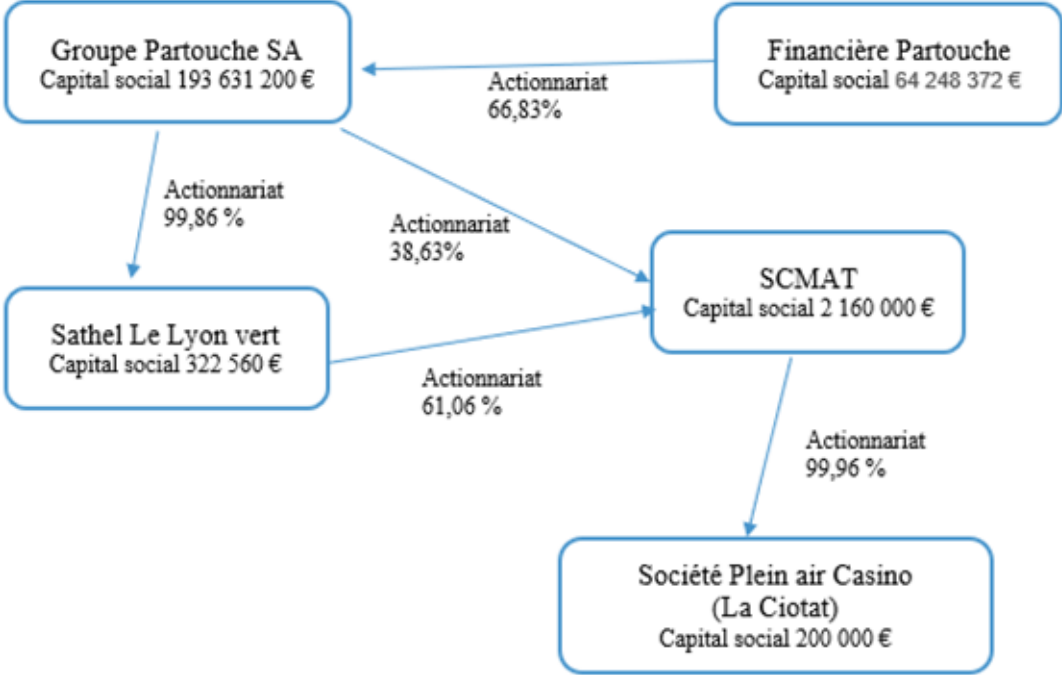 Groupe Partouche SA
Capital social 193 631 200 €
Financière Partouche
Capital social 64 248 372 €
Actionnariat
66,83%
Actionnariat
99,86 %
Actionnariat
38,63%
SCMAT
Capital social 2 160 000 €
Sathel Le Lyon vert
Capital social 322 560 €
Actionnariat
61,06 %
Actionnariat
99,96 %
Société Plein air Casino
(La Ciotat)
Capital social 200 000 €